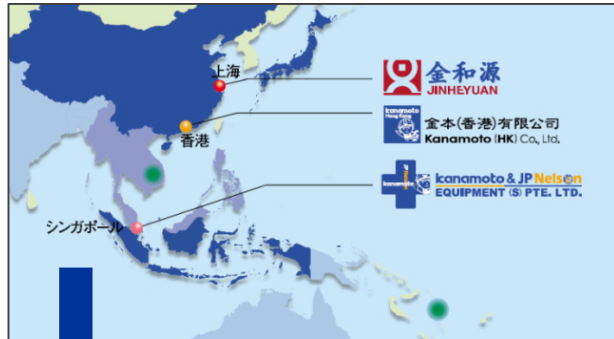 上海
金和源
JINHEYUAN
香港
kanamoto
Hong Kong
金本(香港)有限公司
Kanamoto (HK) Co., Ltd.
シンガポール
kanamoto
kanamoto & JP Nelson
EQUIPMENT (S) PTE. LTD.